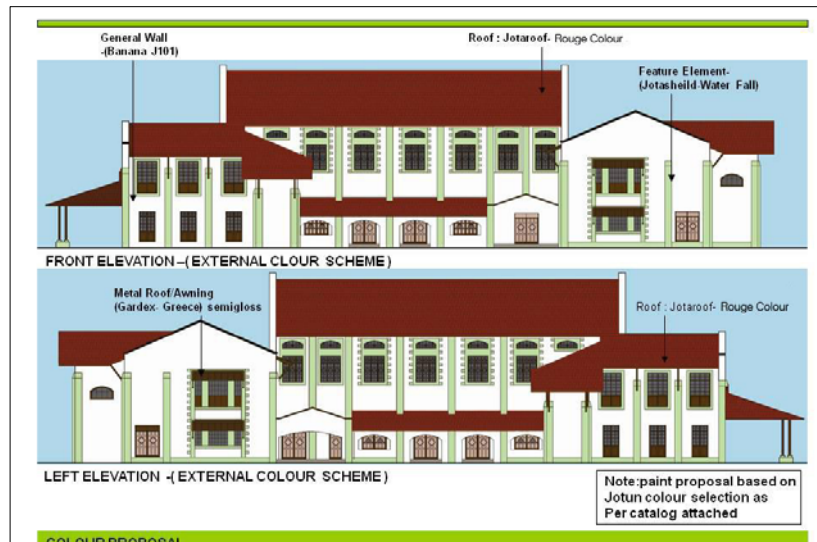 General Wall
-(Banana J101)
Roof : Jotaroof- Rouge Colour
Feature Element-
(Jotasheild-Water Fall)
FRONT ELEVATION -(EXTERNAL CLOUR SCHEME)
Metal Roof/Awning
(Gardex- Greece) semigloss
Roof : Jotaroof- Rouge Colour
LEFT ELEVATION -( EXTERNAL COLOUR SCHEME)
Note:paint proposal based on
Jotun colour selection as
Per catalog attached
COLOUR PROPOSAL